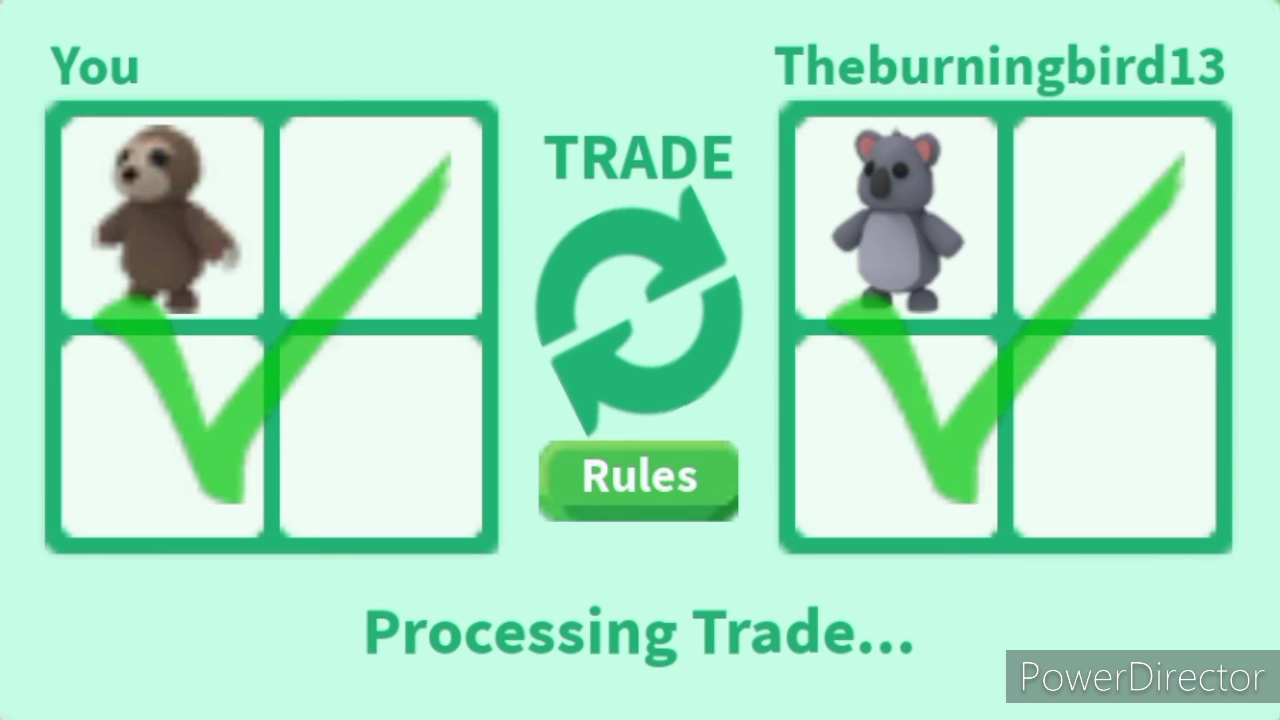 You
Theburningbird13
TRADE
Rules
Processing Trade...
PowerDirector